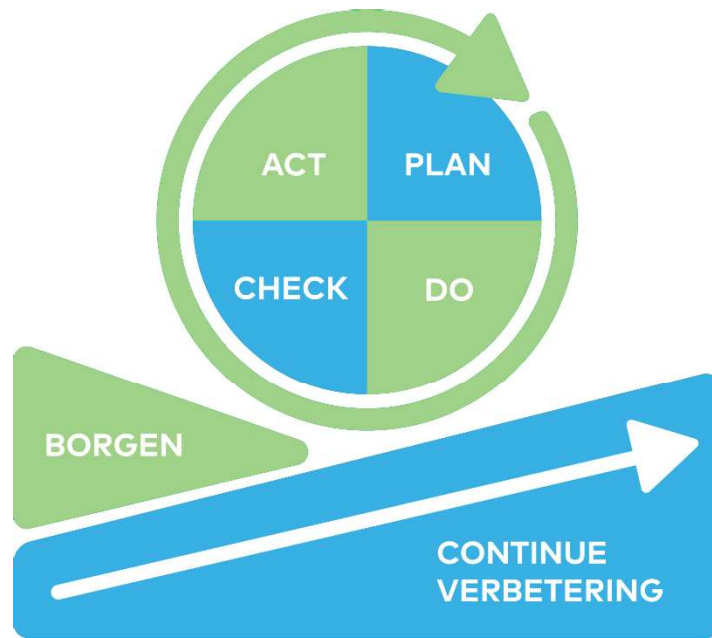 ACT
PLAN
CHECK
DO
BORGEN
CONTINUE
VERBETERING